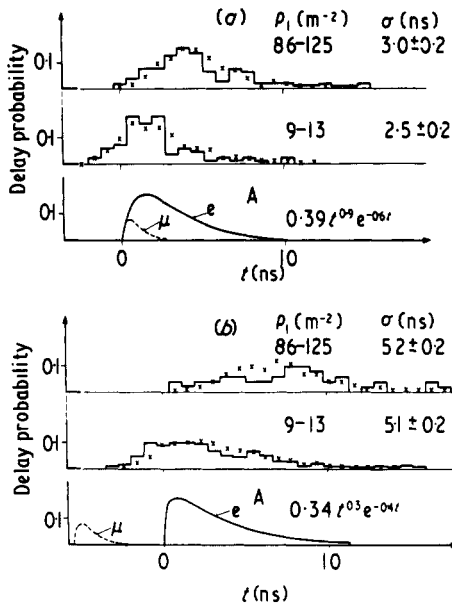 (a) ρ₁(m⁻²) σ(ns)
86–125 3·0±0·2
0·1
9–13 2·5±0·2
0·1
Delay probability
A
e
μ
0·1
0·39 t^0·9 e^-0·6t
0 10
t(ns)
(b) ρ₁(m⁻²) σ(ns)
86–125 5·2±0·2
0·1
9–13 5·1±0·2
0·1
Delay probability
A
e
μ
0·1
0·34 t^0·3 e^-0·4t
0 10
t(ns)